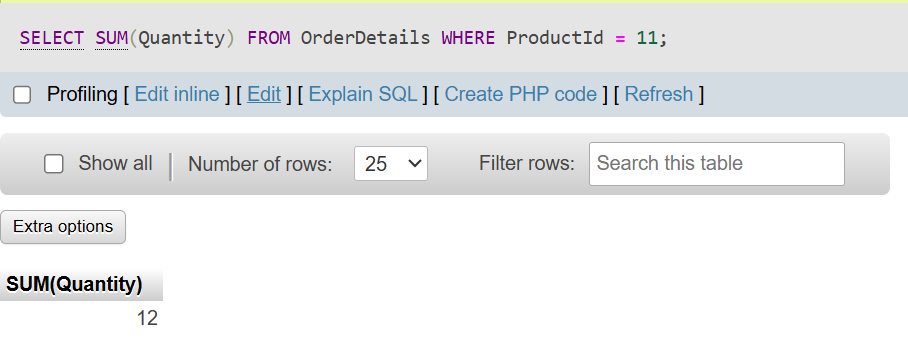 SELECT SUM(Quantity) FROM OrderDetails WHERE ProductId = 11;
Profiling [ Edit inline ] [ Edit ] [ Explain SQL ] [ Create PHP code ] [ Refresh ]
Show all | Number of rows: 25 Filter rows: Search this table
Extra options
SUM(Quantity)
12